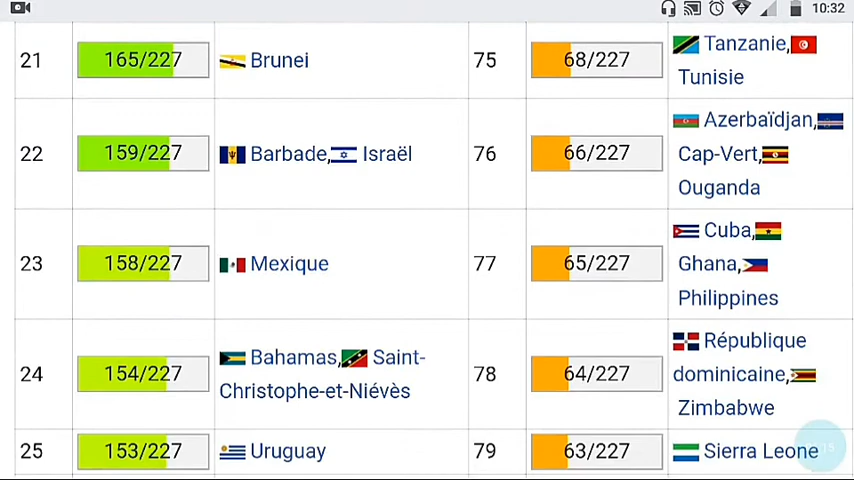 10:32
21 165/227 Brunei 75 68/227 Tanzanie,
Tunisie
22 159/227 Barbade, Israël 76 66/227 Azerbaïdjan,
Cap-Vert,
Ouganda
23 158/227 Mexique 77 65/227 Cuba,
Ghana,
Philippines
24 154/227 Bahamas, Saint-
Christophe-et-Niévès 78 64/227 République
dominicaine,
Zimbabwe
25 153/227 Uruguay 79 63/227 Sierra Leone